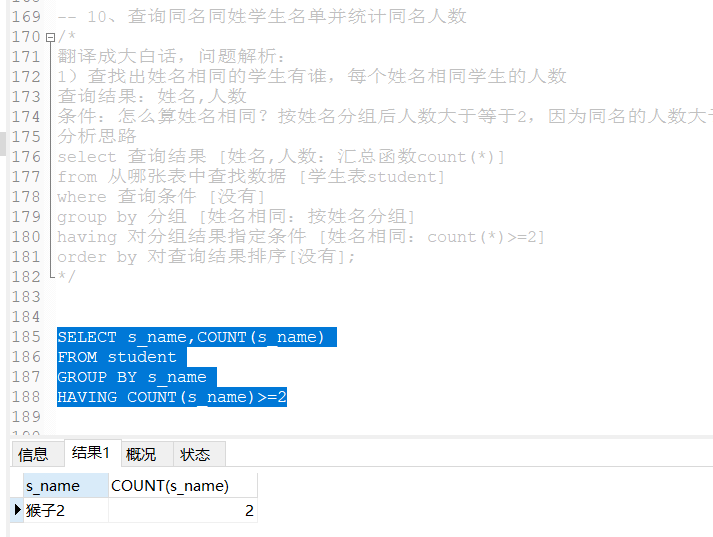 169 -- 10、查询同名同姓学生名单并统计同名人数
170 /*
171 翻译成大白话，问题解析：
172 1）查找出姓名相同的学生有谁，每个姓名相同学生的人数
173 查询结果：姓名,人数
174 条件：怎么算姓名相同？按姓名分组后人数大于等于2，因为同名的人数大
175 分析思路
176 select 查询结果 [姓名,人数：汇总函数count(*)]
177 from 从哪张表中查找数据 [学生表student]
178 where 查询条件 [没有]
179 group by 分组 [姓名相同：按姓名分组]
180 having 对分组结果指定条件 [姓名相同：count(*)>=2]
181 order by 对查询结果排序[没有];
182 */
183
184
185 SELECT s_name,COUNT(s_name)
186 FROM student
187 GROUP BY s_name
188 HAVING COUNT(s_name)>=2
189
信息 结果1 概况 状态
s_name COUNT(s_name)
猴子2 2